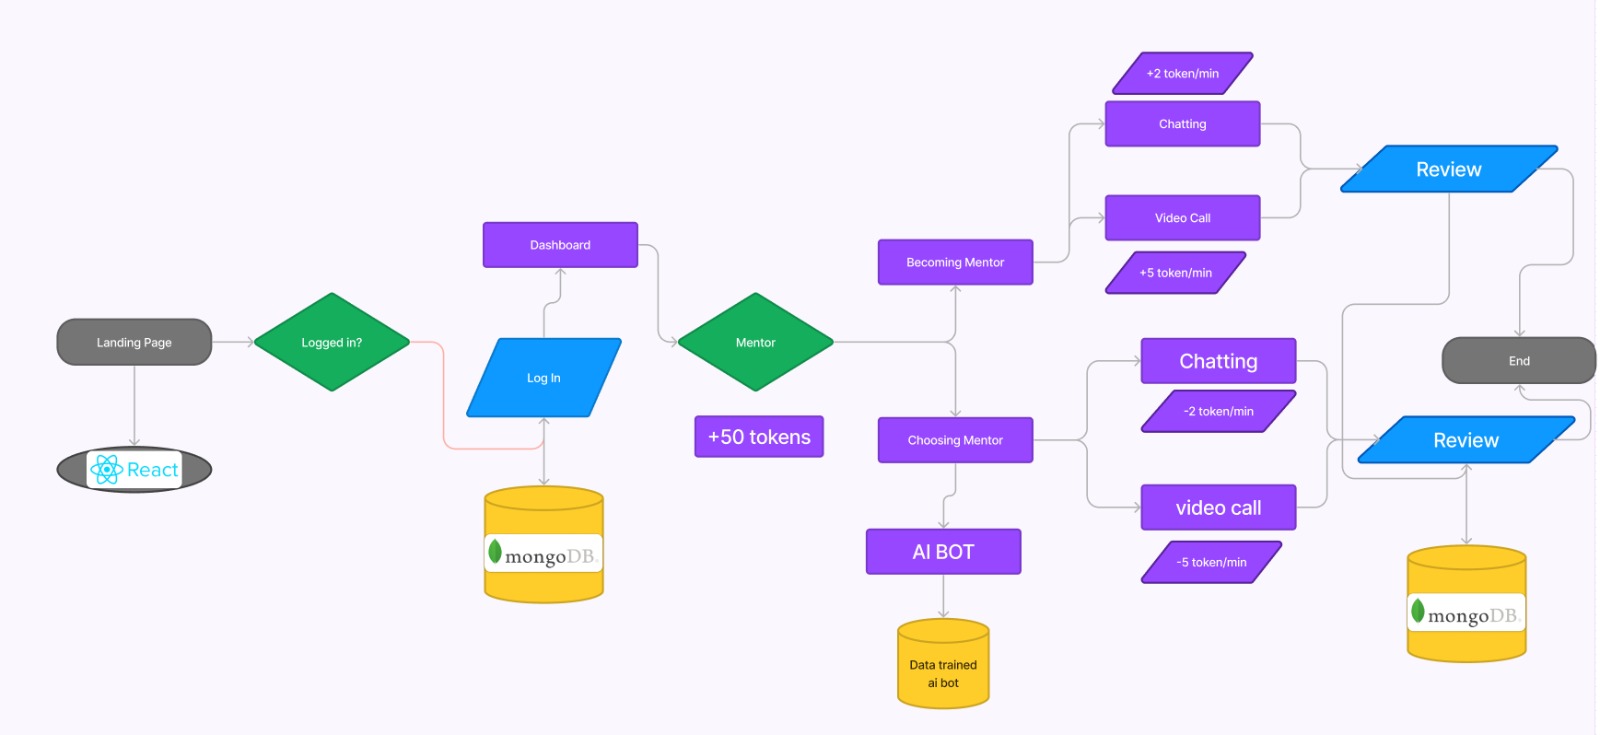 +2 token/min
Chatting
Review
Video Call
Dashboard
Becoming Mentor
+5 token/min
Landing Page
Logged in?
Mentor
End
Chatting
Log In
-2 token/min
+50 tokens
Choosing Mentor
Review
React
video call
mongoDB.
AI BOT
-5 token/min
mongoDB.
Data trained
ai bot